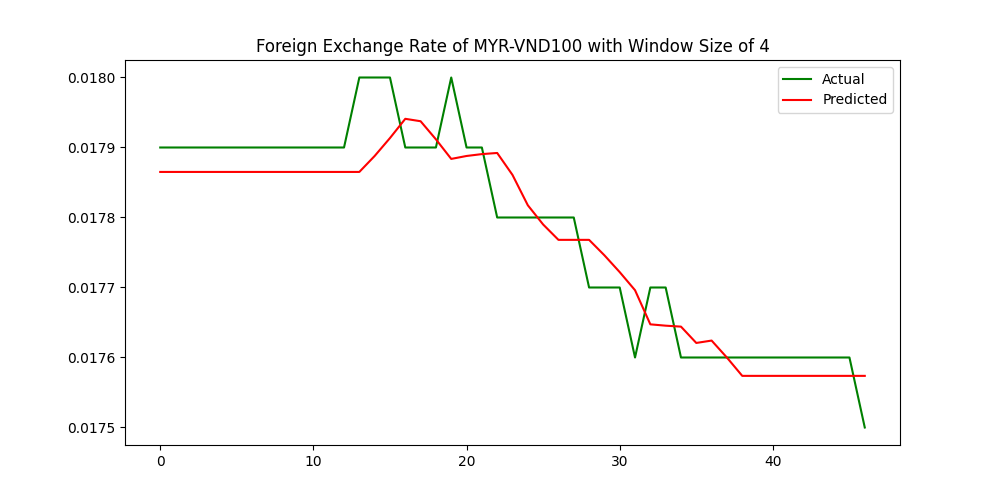 Foreign Exchange Rate of MYR-VND100 with Window Size of 4
Actual
Predicted
0.0180
0.0179
0.0178
0.0177
0.0176
0.0175
0 10 20 30 40